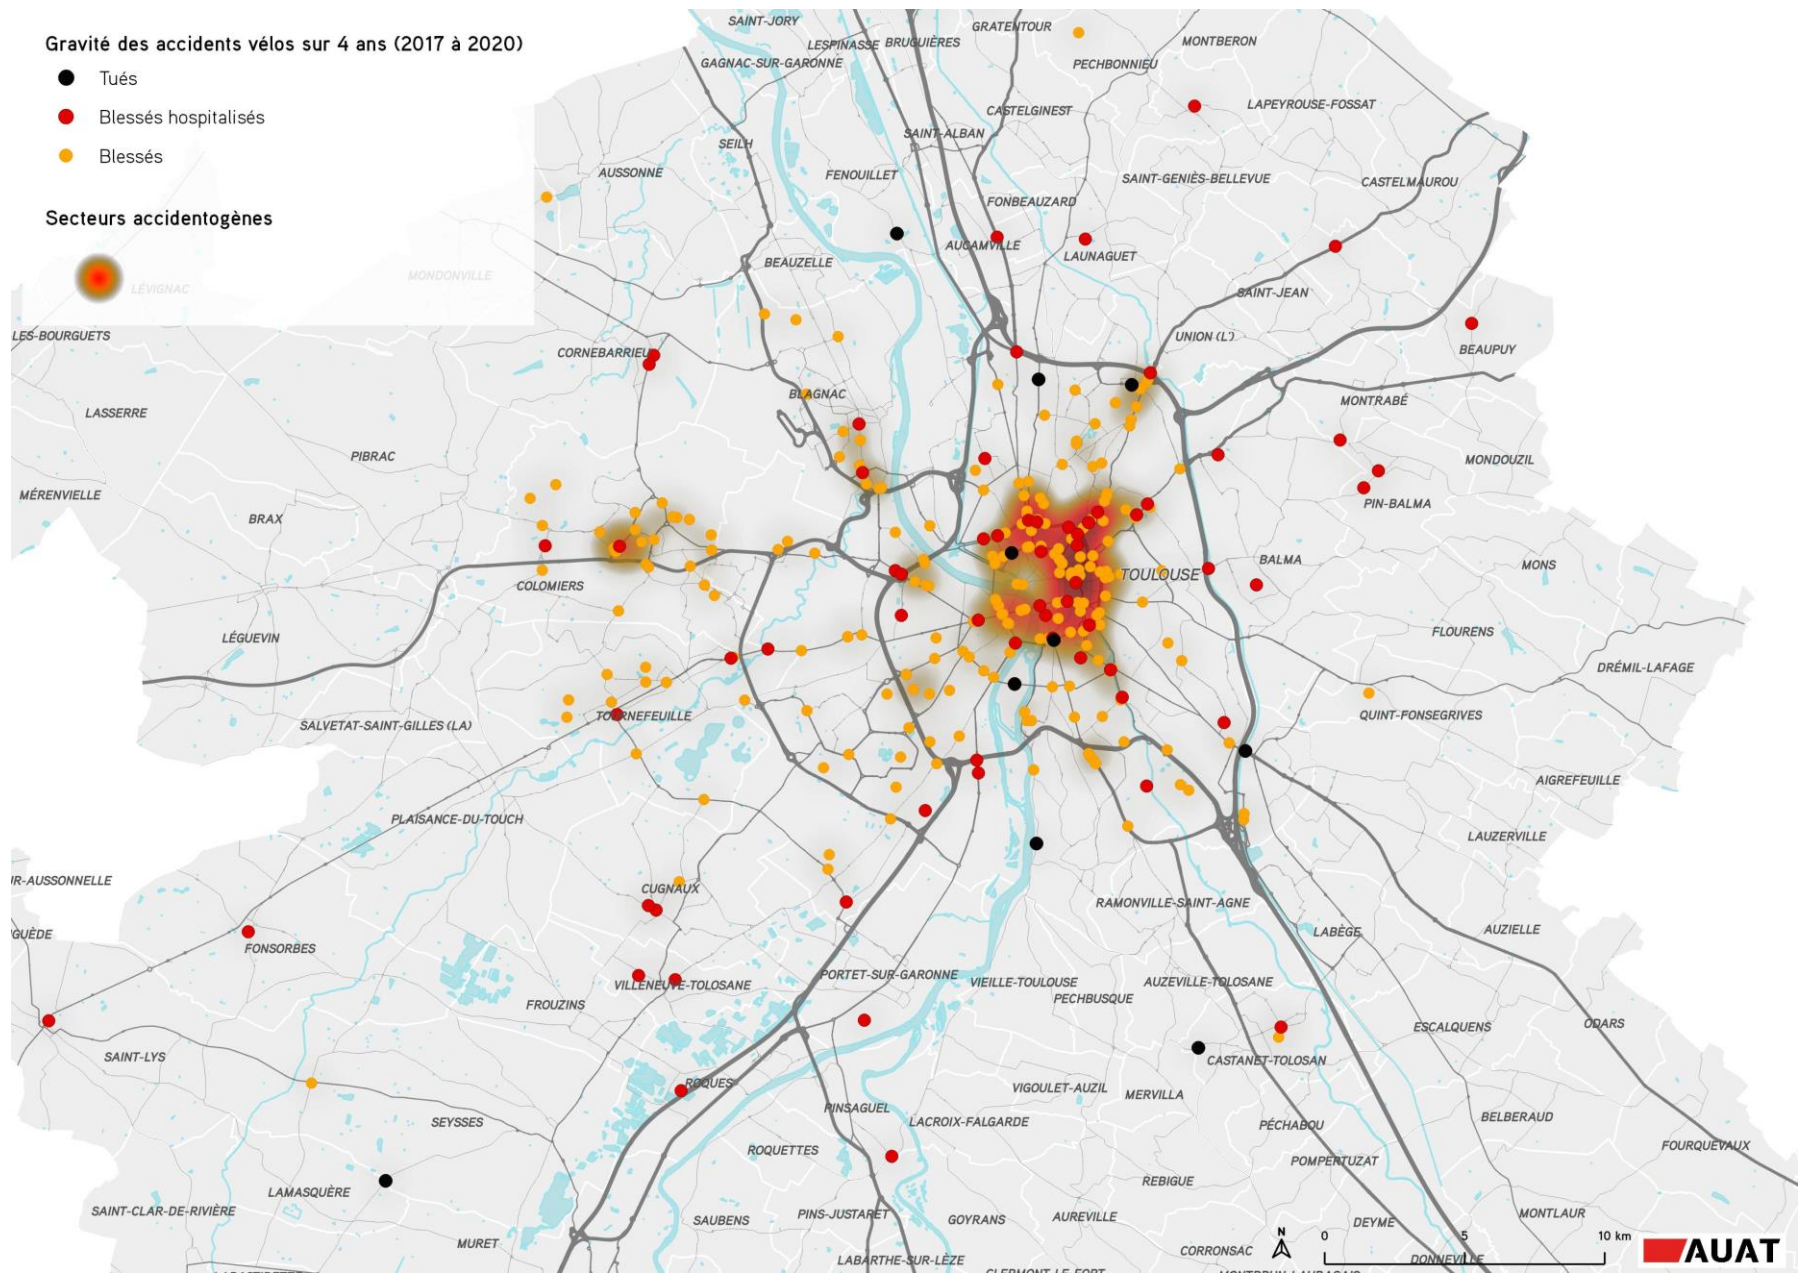 Gravité des accidents vélos sur 4 ans (2017 à 2020)
Tués
Blessés hospitalisés
Blessés
Secteurs accidentogènes
SAINT-JORY
GRATENTOUR
LESPINASSE
BRUGUIÈRES
MONTBERON
GAGNAC-SUR-GARONNE
PECHBONNIEU
LAPEYROUSE-FOSSAT
CASTELGINEST
SAINT-ALBAN
SEILH
AUSSONNE
FENOUILLET
SAINT-GENIÈS-BELLEVUE
CASTELMAUROU
FONBEAUZARD
AUCAMVILLE
LAUNAGUET
BEAUZELLE
MONDONVILLE
LÉVIGNAC
SAINT-JEAN
LES-BOURGUETS
UNION (L')
CORNEBARRIEU
BEAUPUY
BLAGNAC
MONTRABÉ
LASSERRE
PIBRAC
MONDOUZIL
MÉRENVIELLE
PIN-BALMA
BRAX
BALMA
MONS
TOULOUSE
COLOMIERS
LÉGUEVIN
FLOURENS
DRÉMIL-LAFAGE
TOURNEFEUILLE
QUINT-FONSEGRIVES
SALVETAT-SAINT-GILLES (LA)
AIGREFEUILLE
PLAISANCE-DU-TOUCH
LAUZERVILLE
UR-AUSSONNELLE
CUGNAUX
RAMONVILLE-SAINT-AGNE
GUÈDE
FONSORBES
LABÈGE
AUZIELLE
PORTET-SUR-GARONNE
VILLENEUVE-TOLOSANE
VIEILLE-TOULOUSE
AUZEVILLE-TOLOSANE
FROUZINS
PECHBUSQUE
ESCALQUENS
ODARS
SAINT-LYS
CASTANET-TOLOSAN
ROQUES
VIGOULET-AUZIL
MERVILLA
PINSAGUEL
SEYSSES
LACROIX-FALGARDE
PÉCHABOU
BELBERAUD
ROQUETTES
FOURQUEVAUX
POMPERTUZAT
LAMASQUÈRE
REBIGUE
SAINT-CLAR-DE-RIVIÈRE
SAUBENS
PINS-JUSTARET
GOYRANS
AUREVILLE
DEYME
MONTLAUR
MURET
CORRONSAC
N
0
5
10 km
LABARTHE-SUR-LÈZE
DONNEVILLE
AUAT